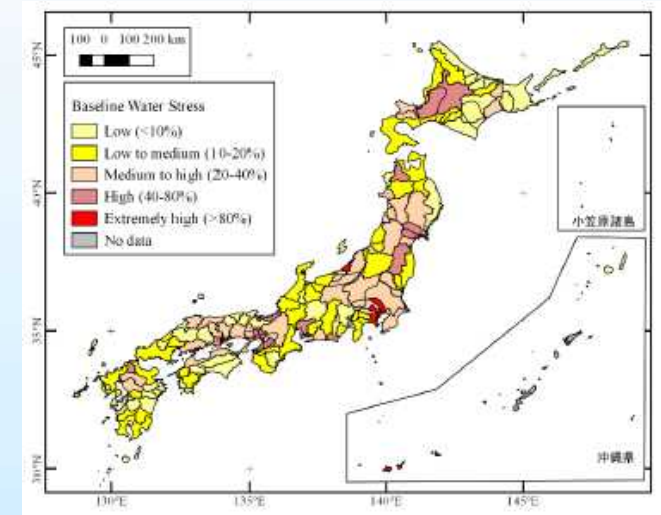 100 0 100 200 km
Baseline Water Stress
Low (<10%)
Low to medium (10-20%)
Medium to high (20-40%)
High (40-80%)
Extremely high (>80%)
No data
45°N
40°N
35°N
30°N
小笠原諸島
沖縄県
130°E
135°E
140°E
145°E